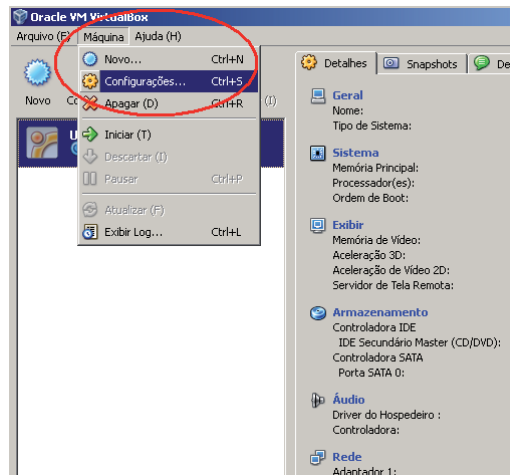 Oracle VM VirtualBox
Arquivo (F) Máquina Ajuda (H)
Novo... Ctrl+N
Configurações... Ctrl+S
Apagar (D) Ctrl+R
Iniciar (T)
Descartar (I)
Pausar Ctrl+P
Atualizar (F)
Exibir Log... Ctrl+L
Novo
(I)
Detalhes Snapshots
Geral
Nome:
Tipo de Sistema:
Sistema
Memória Principal:
Processador(es):
Ordem de Boot:
Exibir
Memória de Vídeo:
Aceleração 3D:
Aceleração de Vídeo 2D:
Servidor de Tela Remota:
Armazenamento
Controladora IDE
IDE Secundário Master (CD/DVD):
Controladora SATA
Porta SATA 0:
Áudio
Driver do Hospedeiro :
Controladora:
Rede
Adaptador 1: